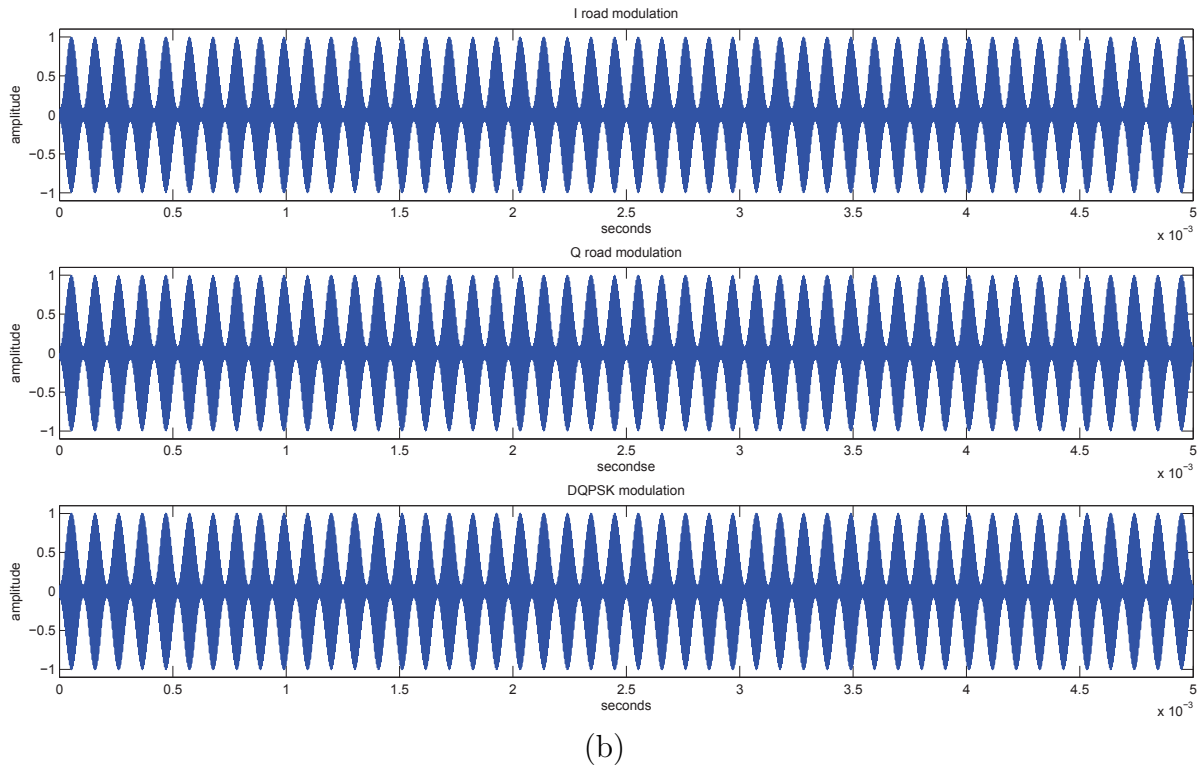 I road modulation
1
0.5
0
−0.5
−1
amplitude
0 0.5 1 1.5 2 2.5 3 3.5 4 4.5 5
seconds
x 10−3
Q road modulation
1
0.5
0
−0.5
−1
amplitude
0 0.5 1 1.5 2 2.5 3 3.5 4 4.5 5
secondse
x 10−3
DQPSK modulation
1
0.5
0
−0.5
−1
amplitude
0 0.5 1 1.5 2 2.5 3 3.5 4 4.5 5
seconds
x 10−3
(b)